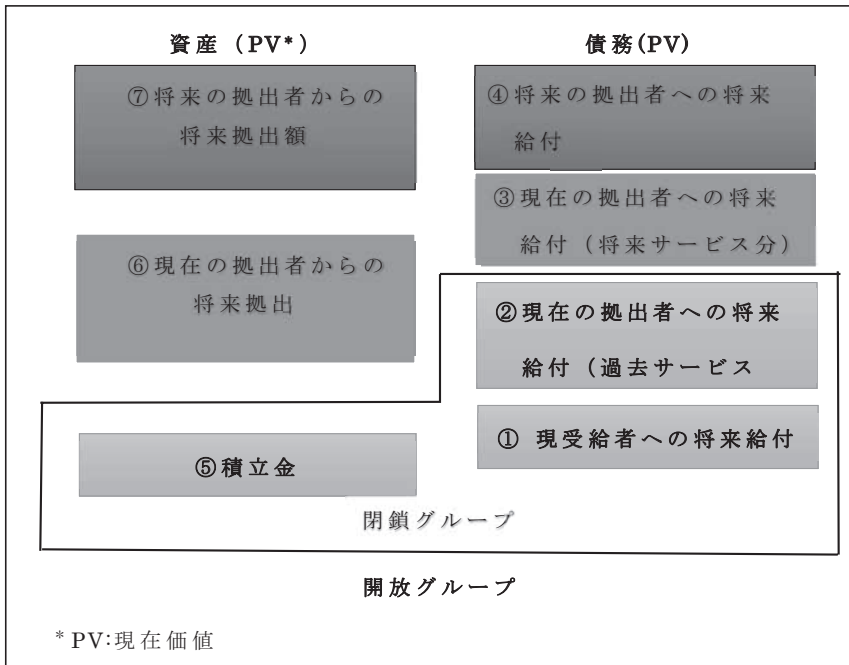 資産（PV*）
債務(PV)
⑦将来の拠出者からの
将来拠出額
④将来の拠出者への将来
給付
③現在の拠出者への将来
給付（将来サービス分）
⑥現在の拠出者からの
将来拠出
②現在の拠出者への将来
給付（過去サービス
① 現受給者への将来給付
⑤積立金
閉鎖グループ
開放グループ
* PV:現在価値